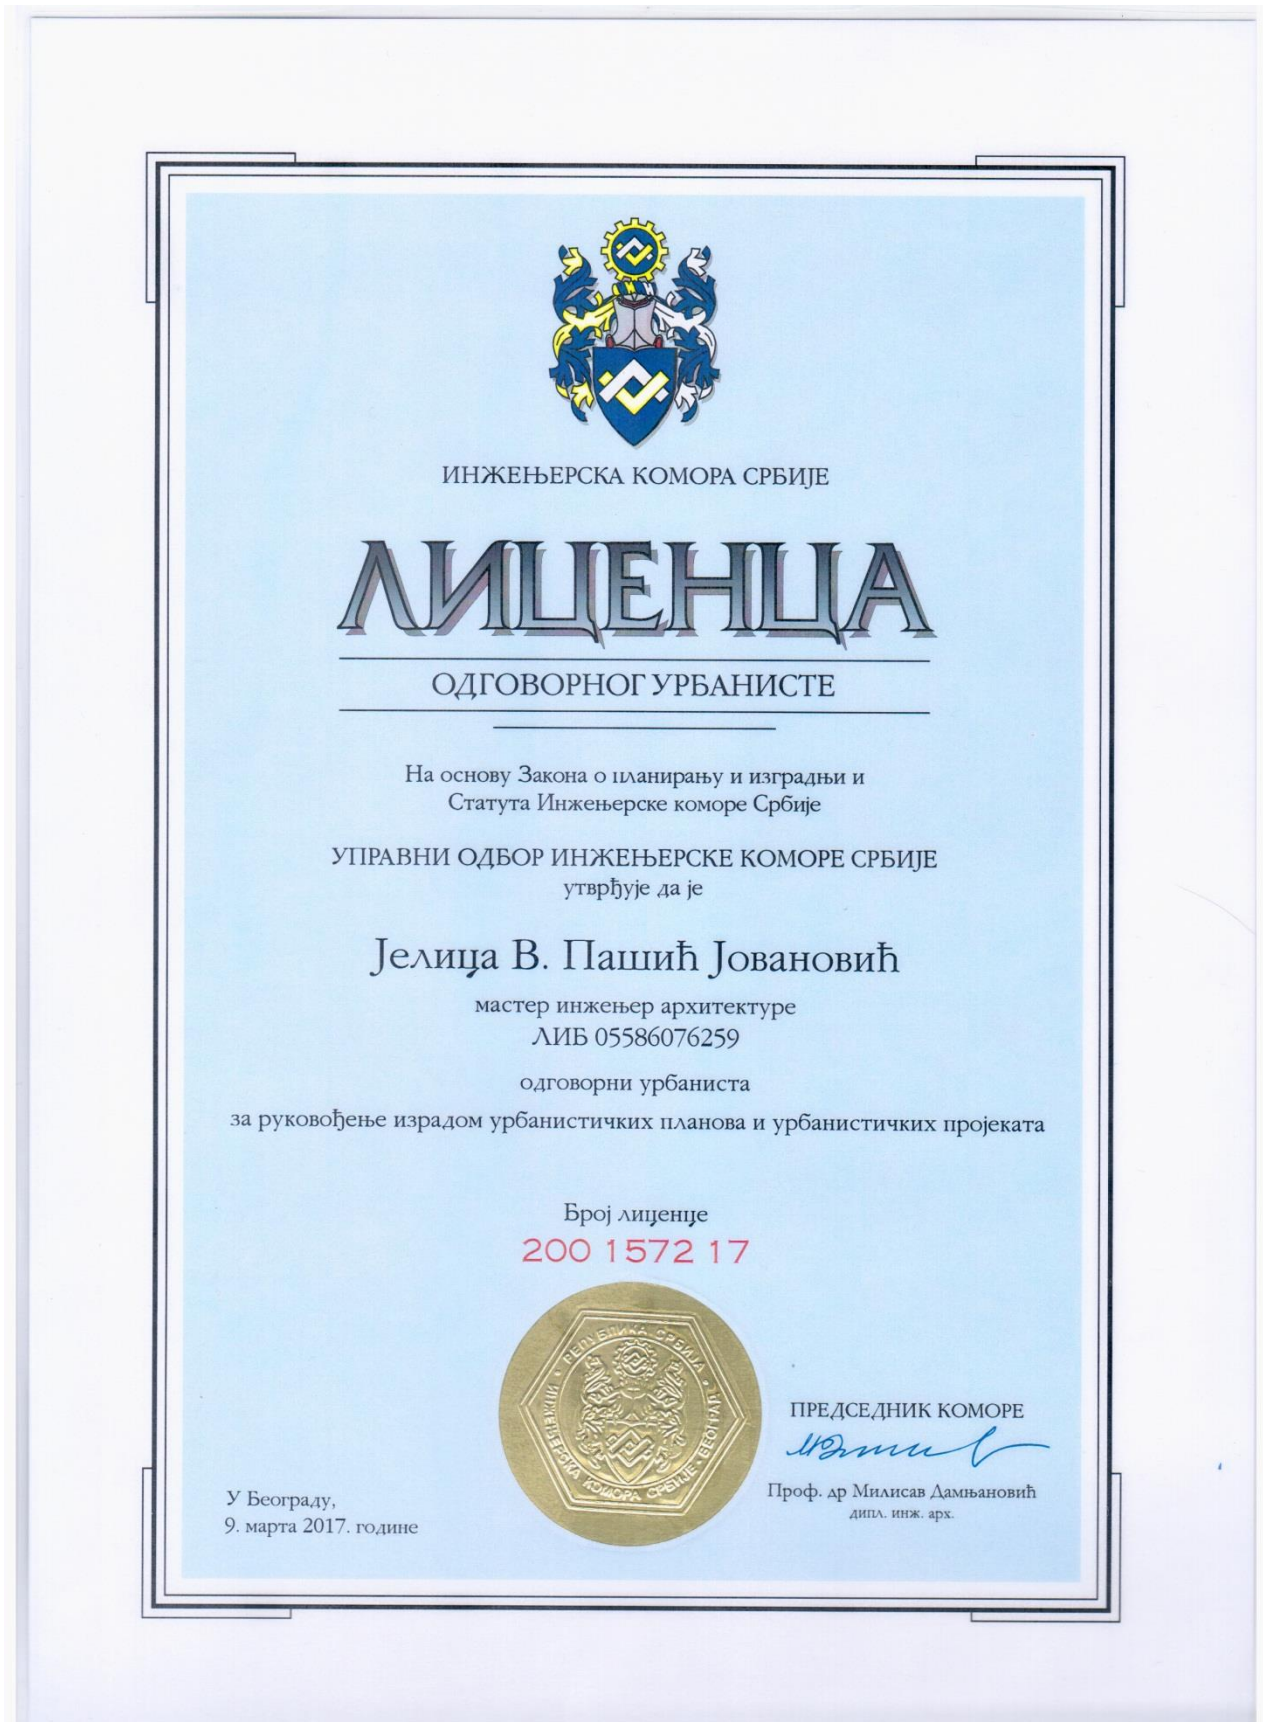 ИНЖЕЊЕРСКА КОМОРА СРБИЈЕ
ЛИЦЕНЦА
ОДГОВОРНОГ УРБАНИСТЕ
На основу Закона о планирању и изградњи и
Статута Инжењерске коморе Србије
УПРАВНИ ОДБОР ИНЖЕЊЕРСКЕ КОМОРЕ СРБИЈЕ
утврђује да је
Јелица В. Пашић Јовановић
мастер инжењер архитектуре
ЛИБ 05586076259
одговорни урбаниста
за руковођење израдом урбанистичких планова и урбанистичких пројеката
Број лиценце
200 1572 17
РЕПУБЛИКА СРБИЈА • БЕОГРАД • ИНЖЕЊЕРСКА КОМОРА СРБИЈЕ
ПРЕДСЕДНИК КОМОРЕ
Проф. др Милисав Дамњановић
дипл. инж. арх.
У Београду,
9. марта 2017. године